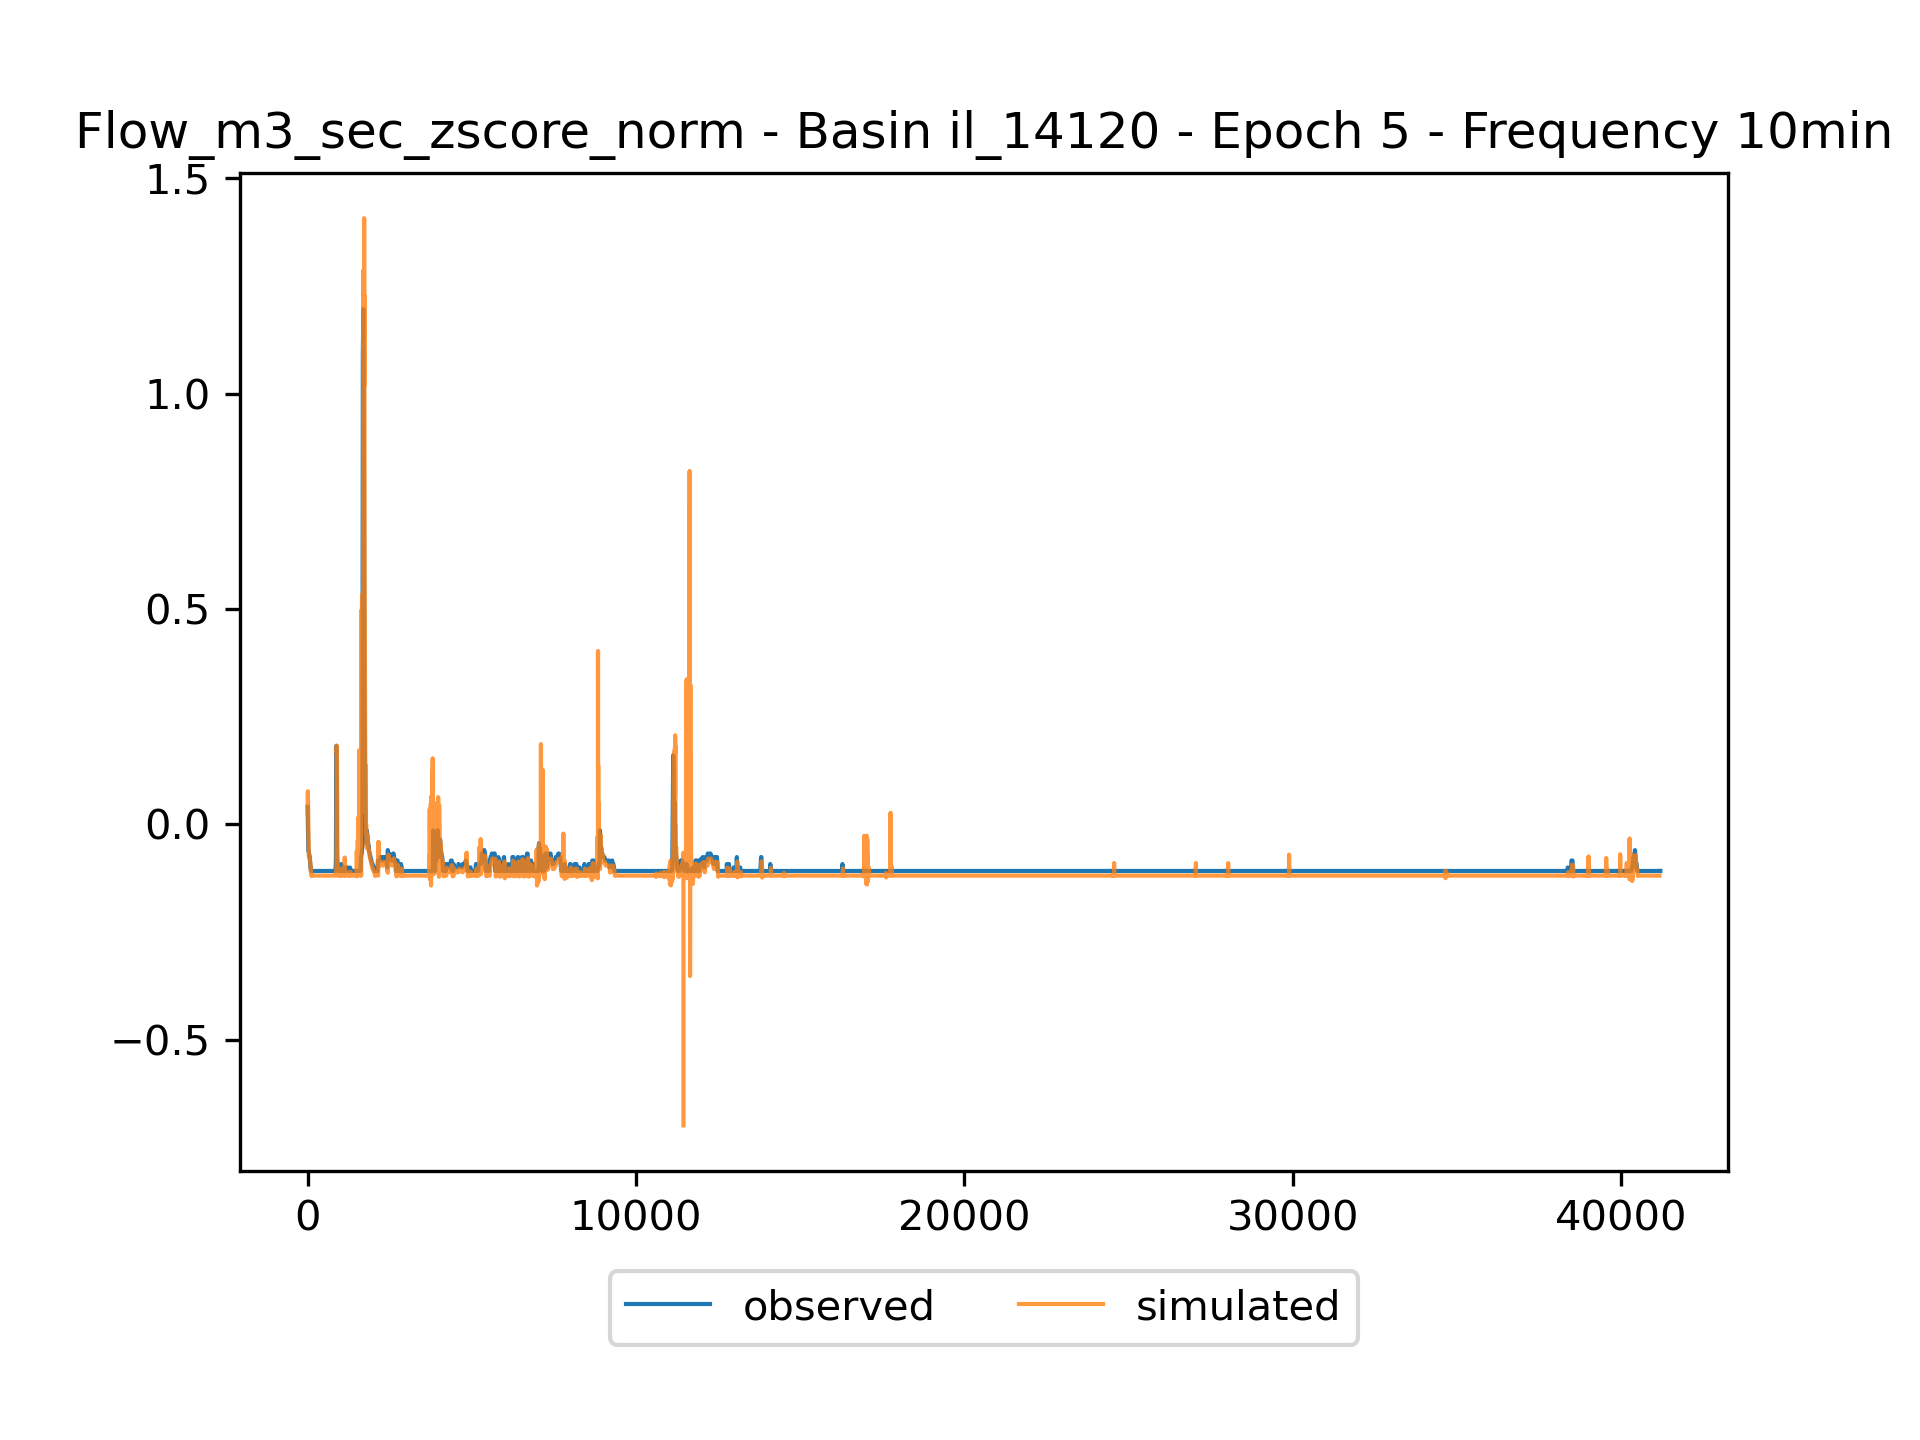 Flow_m3_sec_zscore_norm - Basin il_14120 - Epoch 5 - Frequency 10min
1.5
1.0
0.5
0.0
−0.5
0 10000 20000 30000 40000
observed simulated